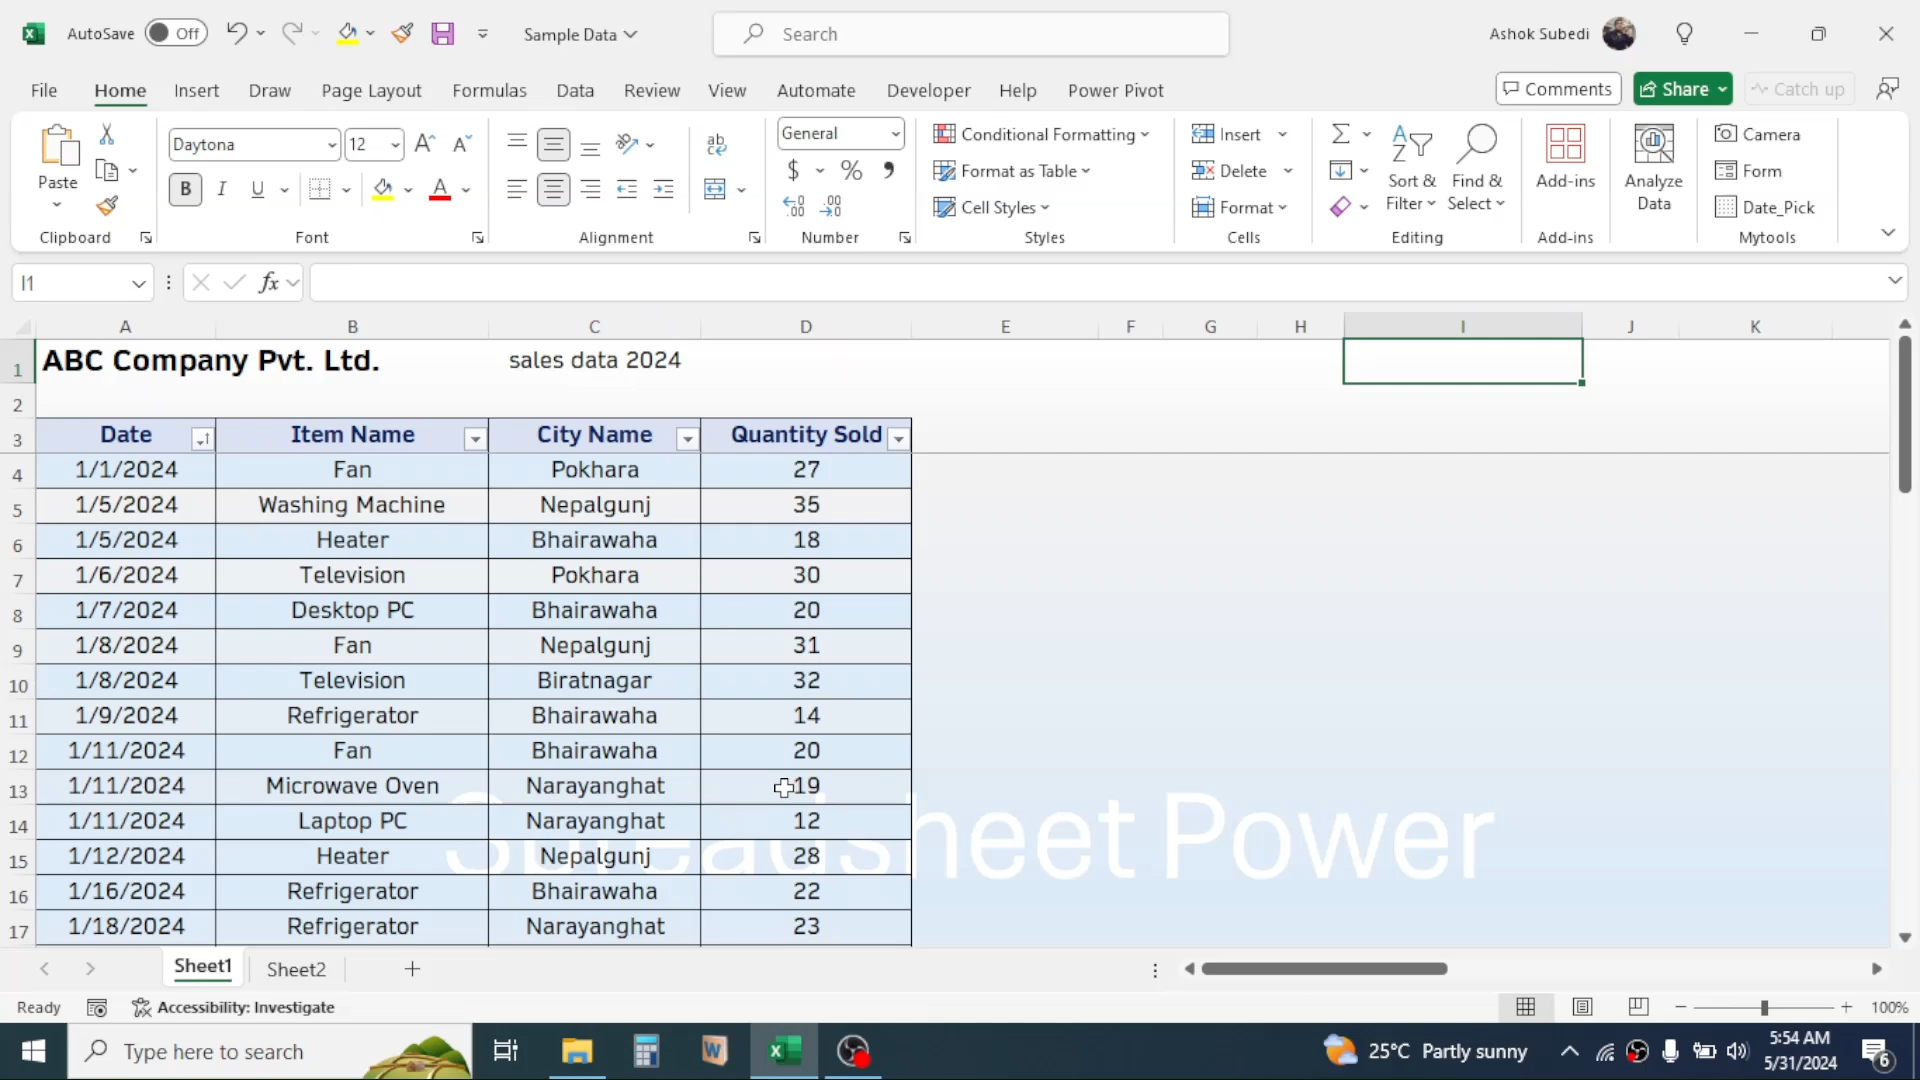 AutoSave Off Sample Data Search Ashok Subedi
File Home Insert Draw Page Layout Formulas Data Review View Automate Developer Help Power Pivot Comments Share Catch up
Daytona 12 General Conditional Formatting Insert Camera
Paste Format as Table Delete Sort & Filter Find & Select Add-ins Analyze Data Form
B I U A $ % Cell Styles Format Date_Pick
Clipboard Font Alignment Number Styles Cells Editing Add-ins Mytools
I1 fx
A B C D E F G H I J K
1 ABC Company Pvt. Ltd. sales data 2024
2
3 Date Item Name City Name Quantity Sold
4 1/1/2024 Fan Pokhara 27
5 1/5/2024 Washing Machine Nepalgunj 35
6 1/5/2024 Heater Bhairawaha 18
7 1/6/2024 Television Pokhara 30
8 1/7/2024 Desktop PC Bhairawaha 20
9 1/8/2024 Fan Nepalgunj 31
10 1/8/2024 Television Biratnagar 32
11 1/9/2024 Refrigerator Bhairawaha 14
12 1/11/2024 Fan Bhairawaha 20
13 1/11/2024 Microwave Oven Narayanghat 19
14 1/11/2024 Laptop PC Narayanghat 12
15 1/12/2024 Heater Nepalgunj 28
16 1/16/2024 Refrigerator Bhairawaha 22
17 1/18/2024 Refrigerator Narayanghat 23
Spreadsheet Power
Sheet1 Sheet2
Ready Accessibility: Investigate 100%
Type here to search 25°C Partly sunny 5:54 AM
5/31/2024 6